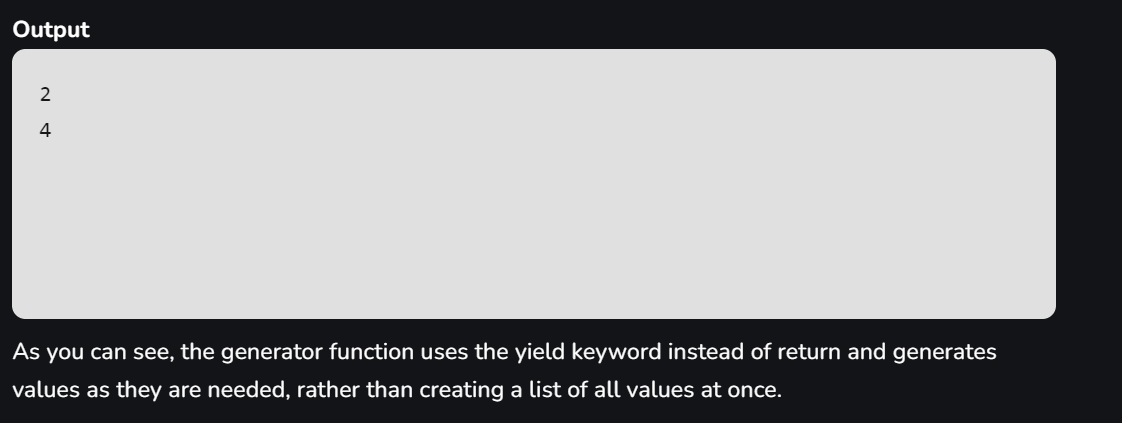 Output
2
4
As you can see, the generator function uses the yield keyword instead of return and generates
values as they are needed, rather than creating a list of all values at once.